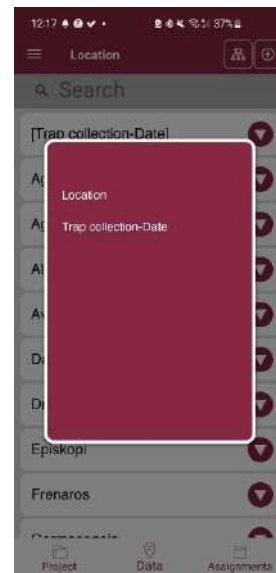 12:17
37%
Location
Search
[Trap collection-Date]
Location
Trap collection-Date
Episkopi
Frenaros
Project
Data
Assignments